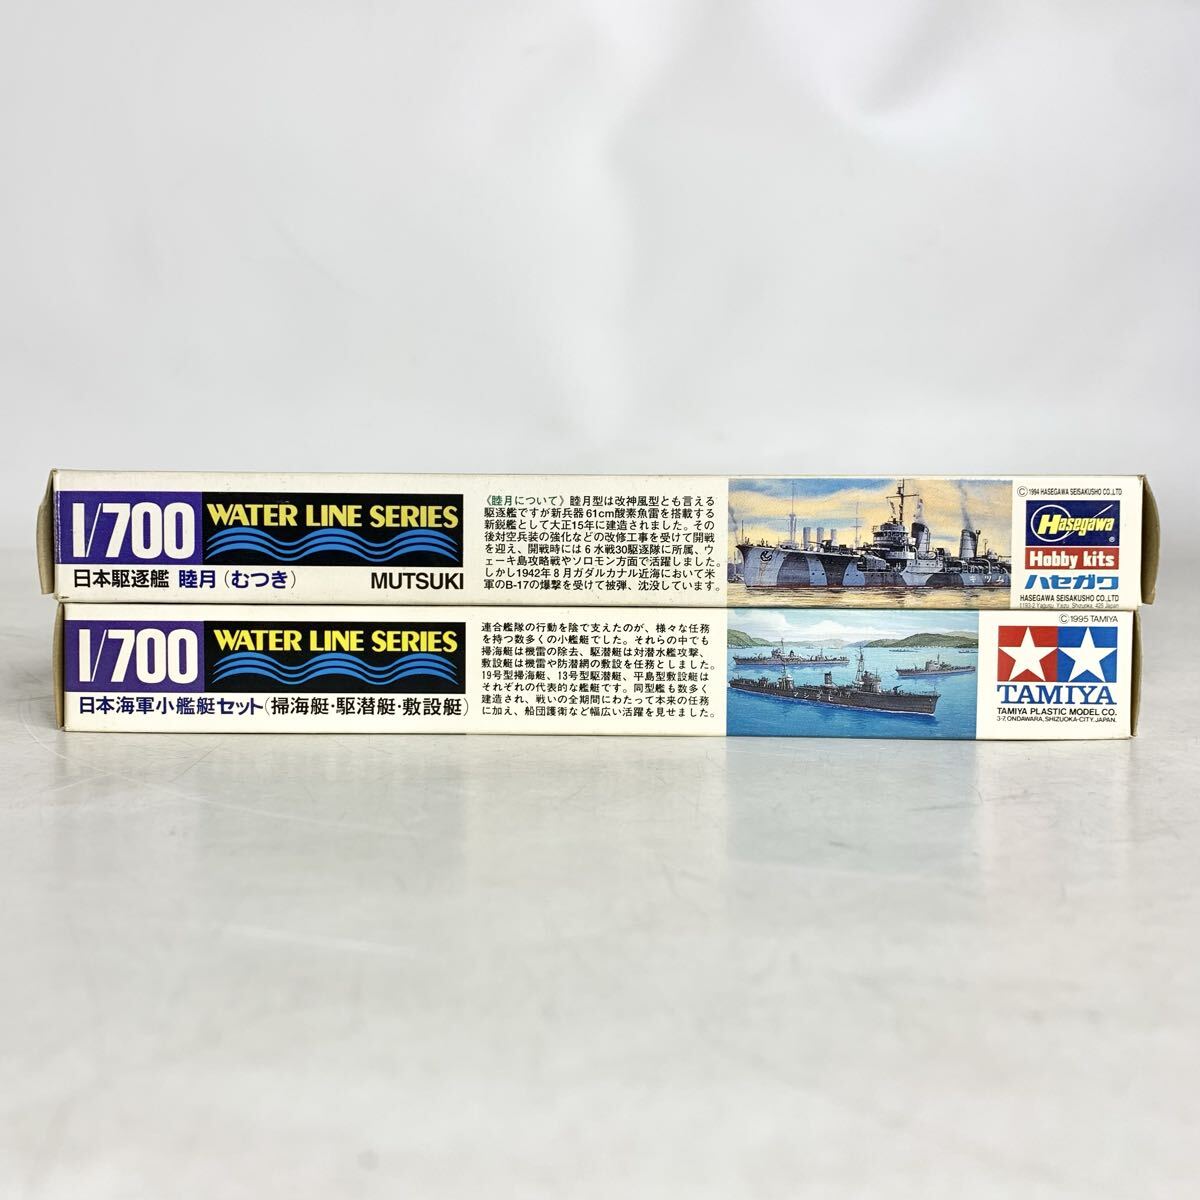 1/700
WATER LINE SERIES
日本駆逐艦 睦月(むつき)
MUTSUKI
《睦月について》睦月型は改神風型とも言える
駆逐艦ですが新兵器61cm酸素魚雷を搭載する
新鋭艦として大正15年に建造されました。その
後対空兵装の強化などの改修工事を受けて開戦
を迎え、開戦時には6水戦30駆逐隊に所属、ウ
ェーキ島攻略戦やソロモン方面で活躍しました。
しかし1942年8月ガダルカナル近海において米
軍のB-17の爆撃を受けて被弾、沈没しています。
ムツキ
©1994 HASEGAWA SEISAKUSHO CO.,LTD
Hasegawa
®
Hobby kits
ハセガワ
HASEGAWA SEISAKUSHO CO.,LTD
1193-2 Yagusu, Yaizu, Shizuoka, 425 Japan
1/700
WATER LINE SERIES
日本海軍小艦艇セット(掃海艇・駆潜艇・敷設艇)
連合艦隊の行動を陰で支えたのが、様々な任務
を持つ数多くの小艦艇でした。それらの中でも
掃海艇は機雷の除去、駆潜艇は対潜水艦攻撃、
敷設艇は機雷や防潜網の敷設を任務としました。
19号型掃海艇、13号型駆潜艇、平島型敷設艇は
それぞれの代表的な艦艇です。同型艦も数多く
建造され、戦いの全期間にわたって本来の任務
に加え、船団護衛など幅広い活躍を見せました。
©1995 TAMIYA
TAMIYA
TAMIYA PLASTIC MODEL CO.
3-7, ONDAWARA, SHIZUOKA-CITY, JAPAN.